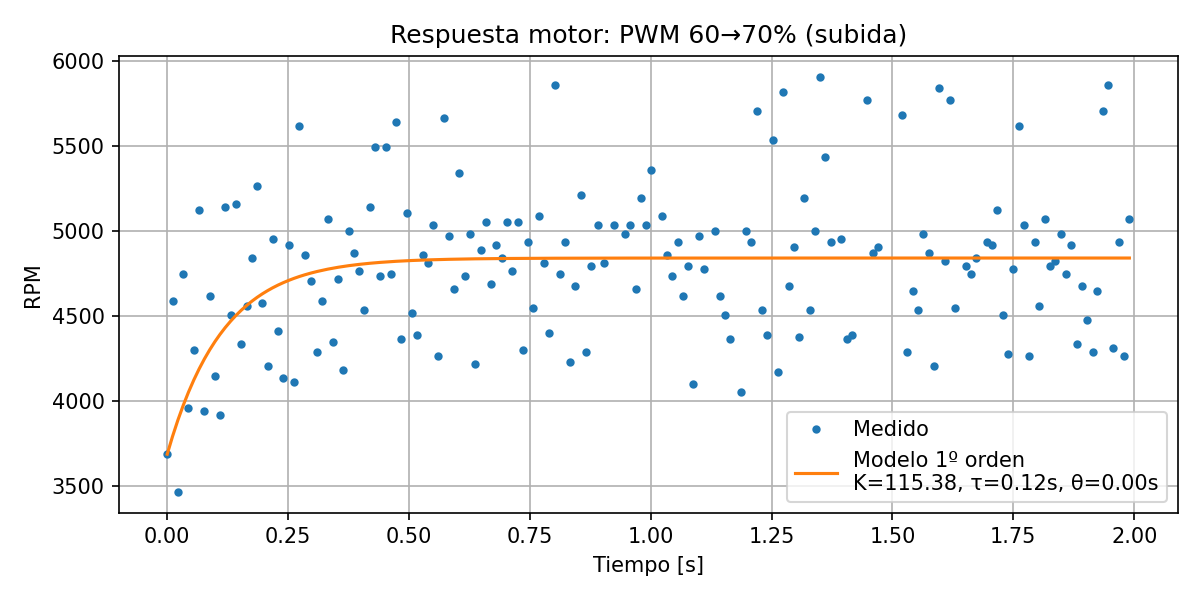 Respuesta motor: PWM 60→70% (subida)
6000
5500
5000
4500
4000
3500
RPM
Medido
Modelo 1º orden
K=115.38, τ=0.12s, θ=0.00s
0.00 0.25 0.50 0.75 1.00 1.25 1.50 1.75 2.00
Tiempo [s]